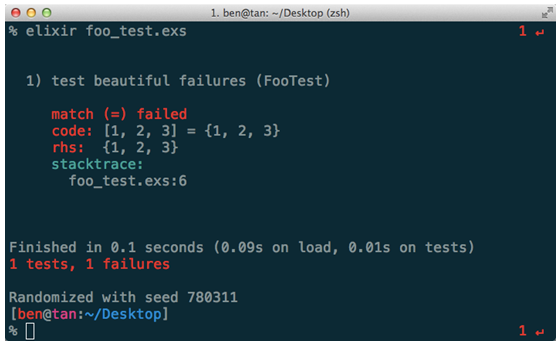 1. ben@tan: ~/Desktop (zsh)
% elixir foo_test.exs 1 ↵
1) test beautiful failures (FooTest)
match (=) failed
code: [1, 2, 3] = {1, 2, 3}
rhs: {1, 2, 3}
stacktrace:
foo_test.exs:6
Finished in 0.1 seconds (0.09s on load, 0.01s on tests)
1 tests, 1 failures
Randomized with seed 780311
[ben@tan:~/Desktop]
% 1 ↵